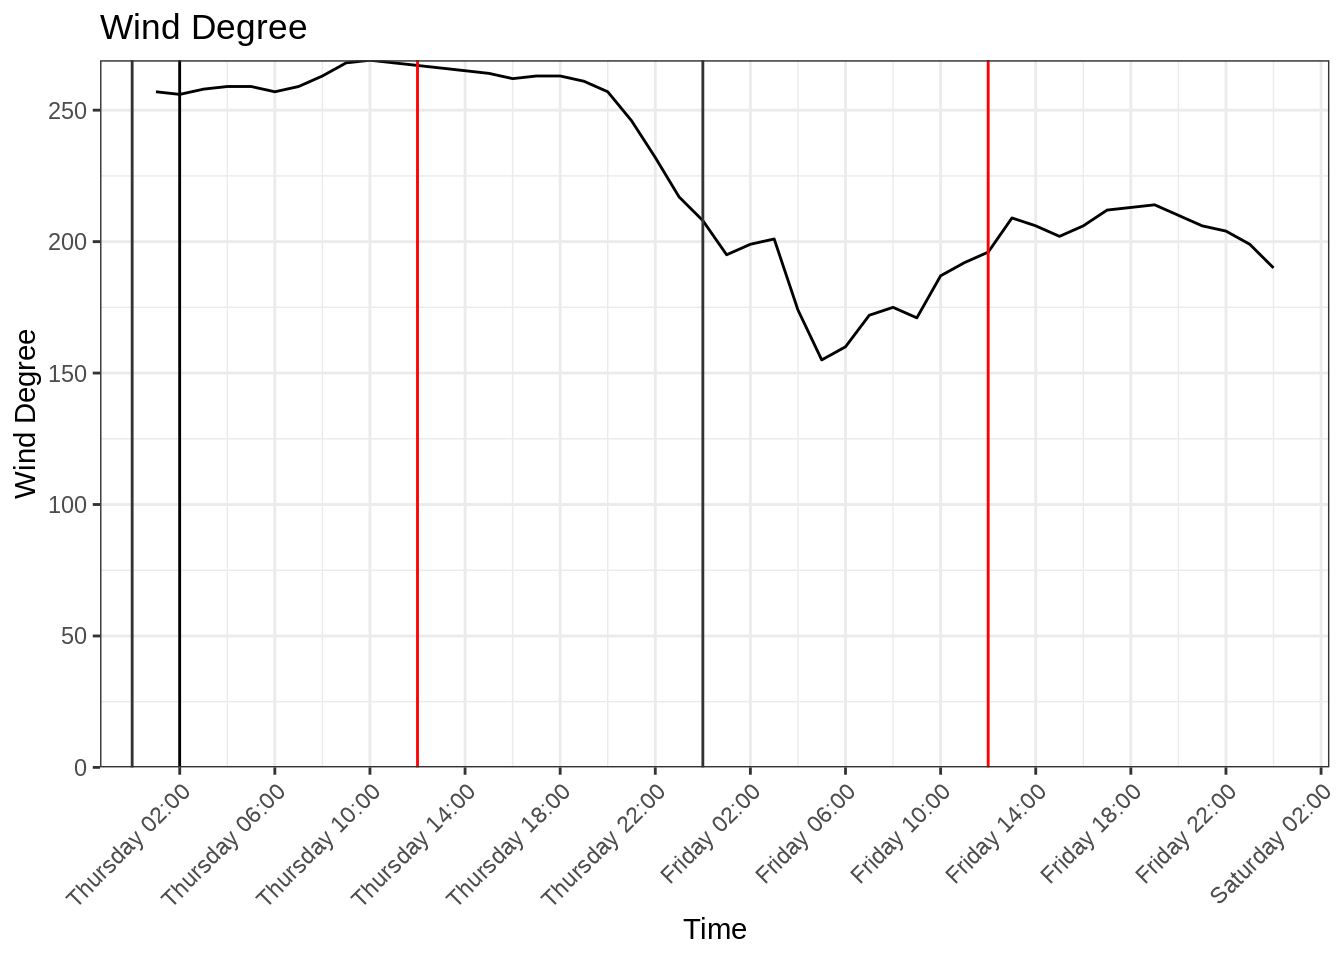 Wind Degree
Wind Degree
250
200
150
100
50
0
Thursday 02:00
Thursday 06:00
Thursday 10:00
Thursday 14:00
Thursday 18:00
Thursday 22:00
Friday 02:00
Friday 06:00
Friday 10:00
Friday 14:00
Friday 18:00
Friday 22:00
Saturday 02:00
Time